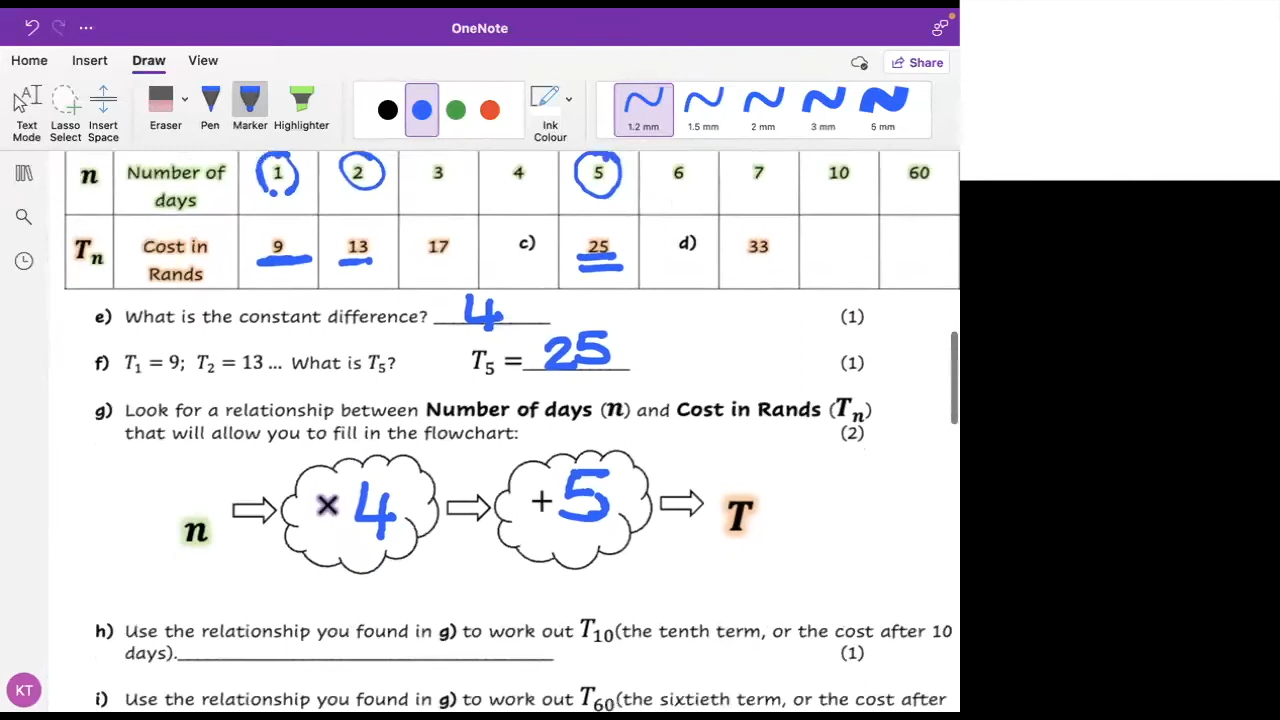 OneNote
Home Insert Draw View
Share
Text Mode
Lasso Select
Insert Space
Eraser
Pen
Marker
Highlighter
Ink Colour
1.2 mm 1.5 mm 2 mm 3 mm 5 mm
n Number of days 1 2 3 4 5 6 7 10 60
Tn Cost in Rands 9 13 17 c) 25 d) 33
e) What is the constant difference? 4 (1)
f) T1 = 9; T2 = 13 ... What is T5? T5 = 25 (1)
g) Look for a relationship between Number of days (n) and Cost in Rands (Tn)
that will allow you to fill in the flowchart: (2)
n × 4 + 5 T
h) Use the relationship you found in g) to work out T10(the tenth term, or the cost after 10
days). (1)
i) Use the relationship you found in g) to work out T60(the sixtieth term, or the cost after
KT